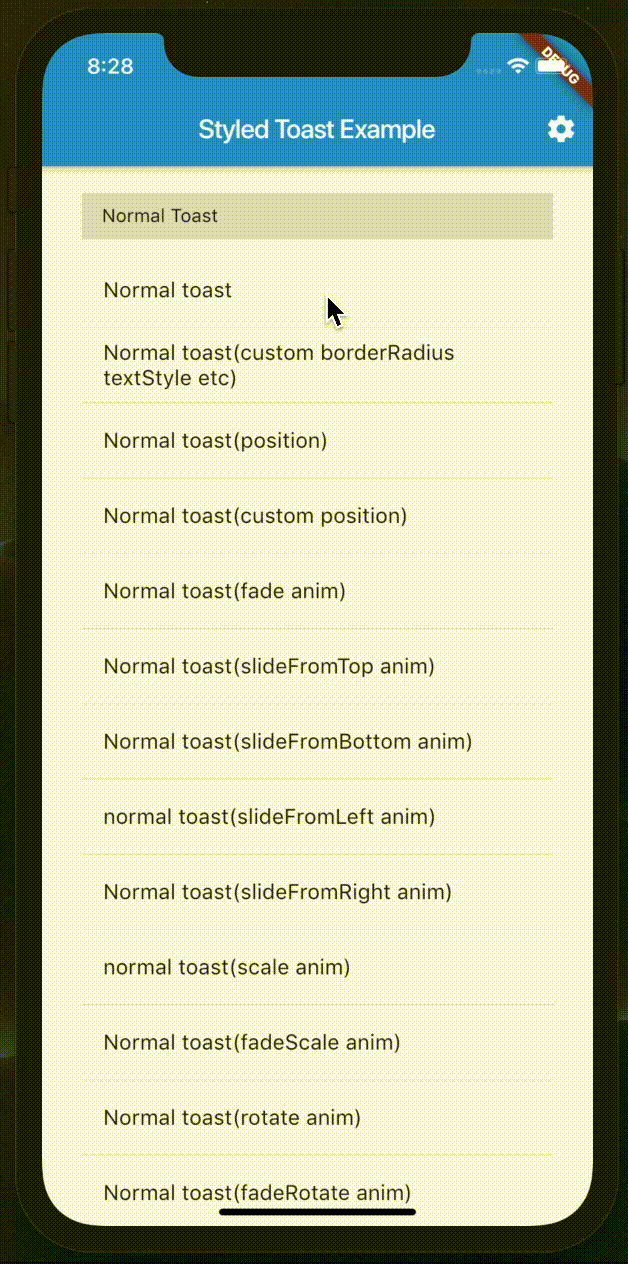 8:28
DEBUG
Styled Toast Example
Normal Toast
Normal toast
Normal toast(custom borderRadius
textStyle etc)
Normal toast(position)
Normal toast(custom position)
Normal toast(fade anim)
Normal toast(slideFromTop anim)
Normal toast(slideFromBottom anim)
normal toast(slideFromLeft anim)
Normal toast(slideFromRight anim)
normal toast(scale anim)
Normal toast(fadeScale anim)
Normal toast(rotate anim)
Normal toast(fadeRotate anim)